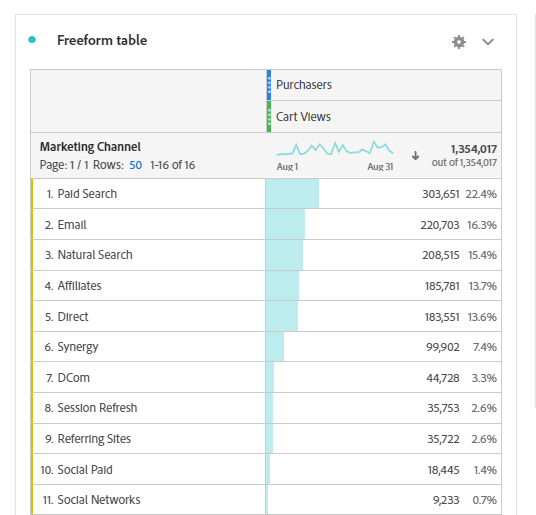 Freeform table
Purchasers
Cart Views
Marketing Channel
Page: 1 / 1 Rows: 50 1-16 of 16
Aug 1
Aug 31
1,354,017
out of 1,354,017
1. Paid Search 303,651 22.4%
2. Email 220,703 16.3%
3. Natural Search 208,515 15.4%
4. Affiliates 185,781 13.7%
5. Direct 183,551 13.6%
6. Synergy 99,902 7.4%
7. DCom 44,728 3.3%
8. Session Refresh 35,753 2.6%
9. Referring Sites 35,722 2.6%
10. Social Paid 18,445 1.4%
11. Social Networks 9,233 0.7%